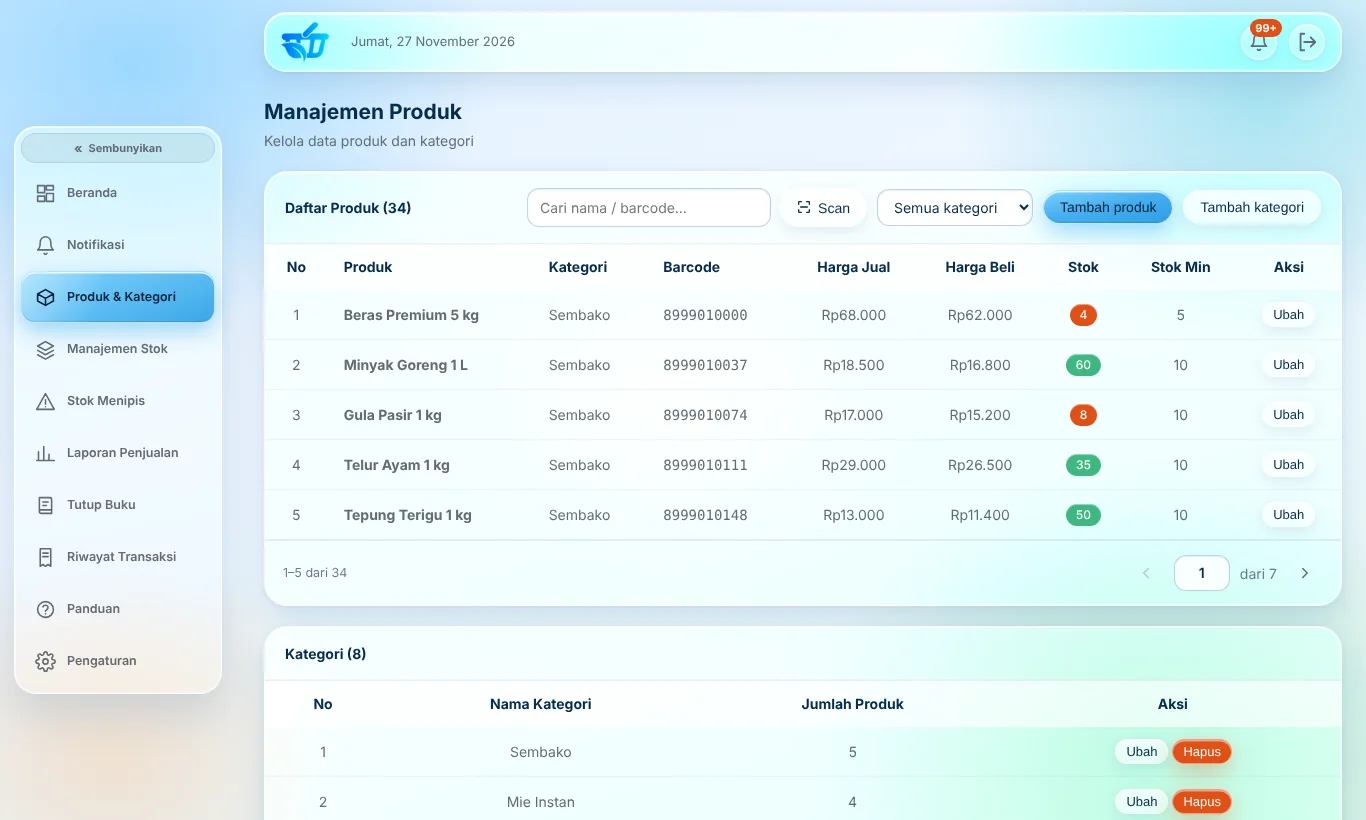 Jumat, 27 November 2026
99+
« Sembunyikan
Beranda
Notifikasi
Produk & Kategori
Manajemen Stok
Stok Menipis
Laporan Penjualan
Tutup Buku
Riwayat Transaksi
Panduan
Pengaturan
Manajemen Produk
Kelola data produk dan kategori
Daftar Produk (34) Cari nama / barcode... Scan Semua kategori Tambah produk Tambah kategori
No Produk Kategori Barcode Harga Jual Harga Beli Stok Stok Min Aksi
1 Beras Premium 5 kg Sembako 8999010000 Rp68.000 Rp62.000 4 5 Ubah
2 Minyak Goreng 1 L Sembako 8999010037 Rp18.500 Rp16.800 60 10 Ubah
3 Gula Pasir 1 kg Sembako 8999010074 Rp17.000 Rp15.200 8 10 Ubah
4 Telur Ayam 1 kg Sembako 8999010111 Rp29.000 Rp26.500 35 10 Ubah
5 Tepung Terigu 1 kg Sembako 8999010148 Rp13.000 Rp11.400 50 10 Ubah
1–5 dari 34 1 dari 7
Kategori (8)
No Nama Kategori Jumlah Produk Aksi
1 Sembako 5 Ubah Hapus
2 Mie Instan 4 Ubah Hapus